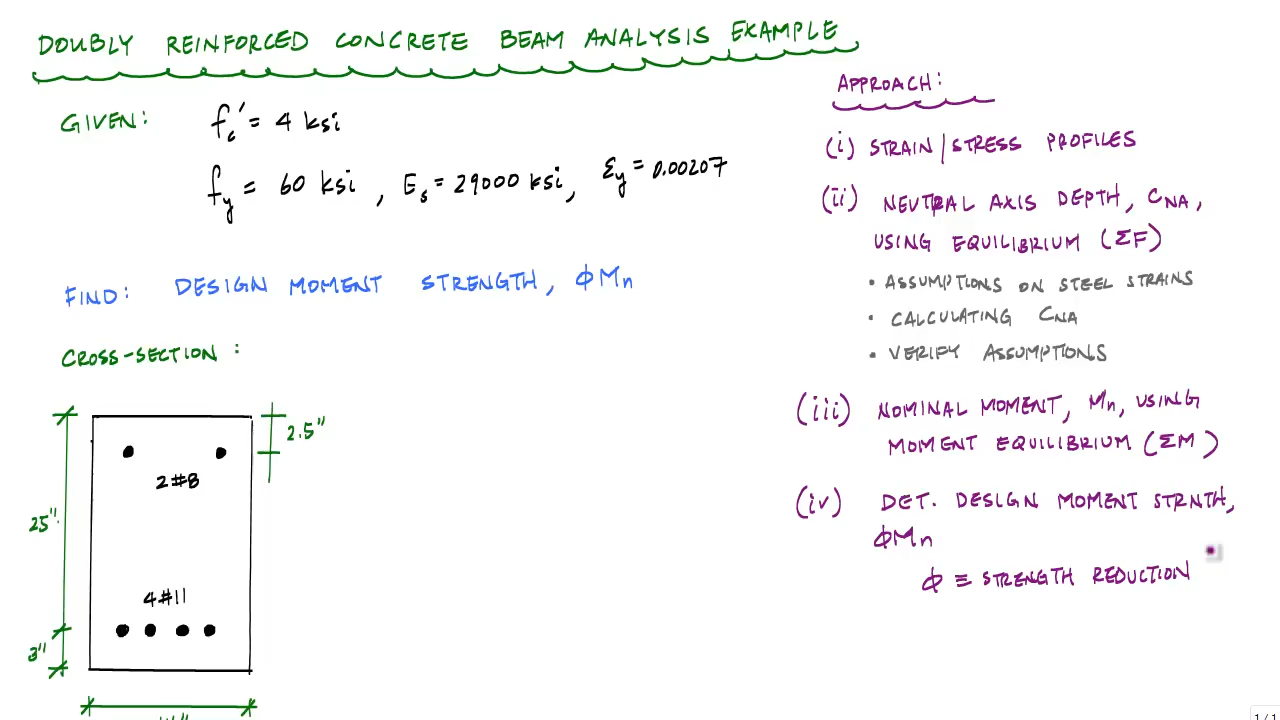 DOUBLY REINFORCED CONCRETE BEAM ANALYSIS EXAMPLE
GIVEN: fc' = 4 ksi
fy = 60 ksi, Es = 29000 ksi, εy = 0.00207
FIND: DESIGN MOMENT STRENGTH, ϕMn
CROSS-SECTION:
2.5"
2#8
25"
4#11
3"
APPROACH:
(i) STRAIN/STRESS PROFILES
(ii) NEUTRAL AXIS DEPTH, CNA,
USING EQUILIBRIUM (ΣF)
• ASSUMPTIONS ON STEEL STRAINS
• CALCULATING CNA
• VERIFY ASSUMPTIONS
(iii) NOMINAL MOMENT, Mn, USING
MOMENT EQUILIBRIUM (ΣM)
(iv) DET. DESIGN MOMENT STRNTH,
ϕMn
ϕ ≡ STRENGTH REDUCTION
1/1